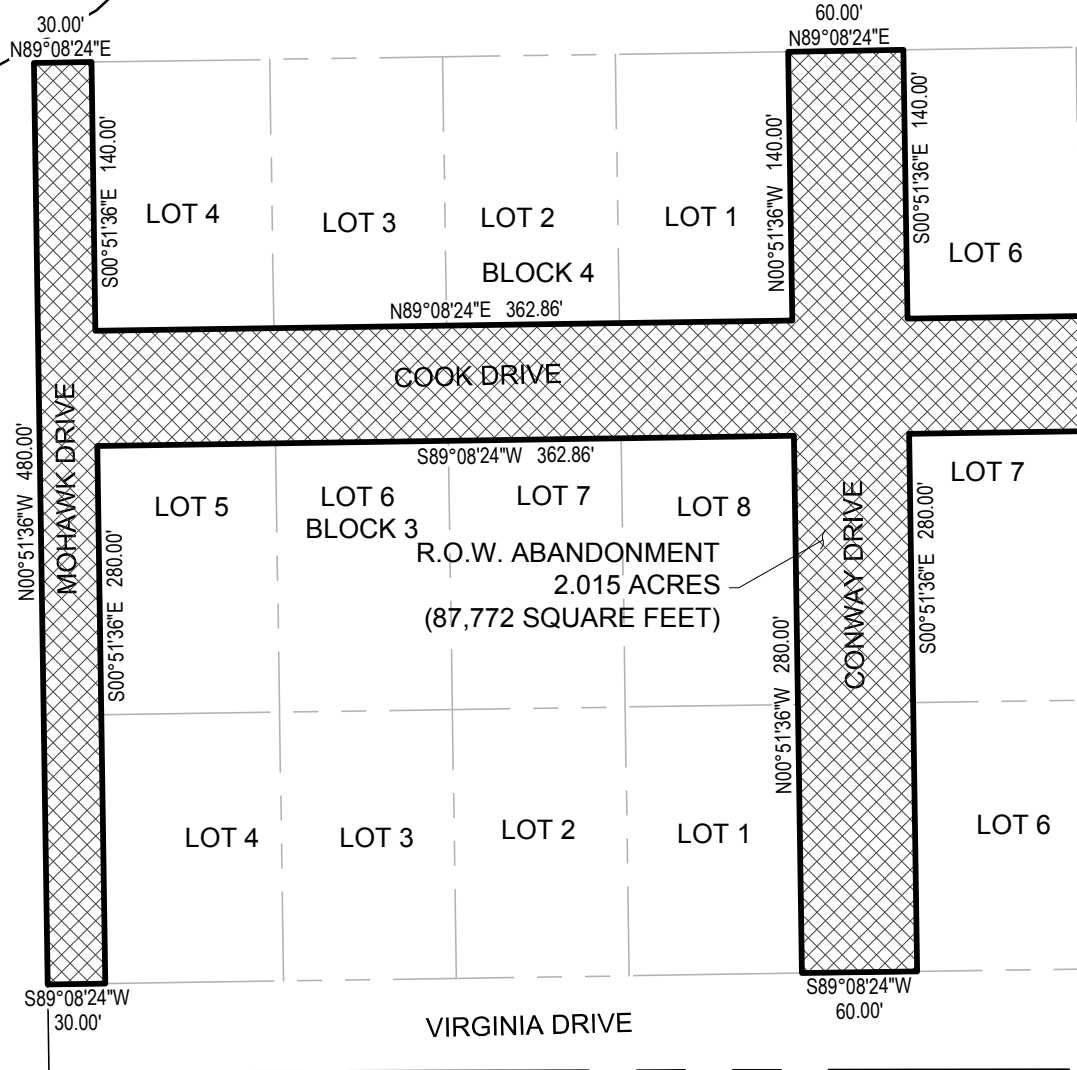 30.00'
N89°08'24"E
60.00'
N89°08'24"E
S00°51'36"E 140.00'
N00°51'36"W 140.00'
S00°51'36"E 140.00'
LOT 4
LOT 3
LOT 2
LOT 1
LOT 6
BLOCK 4
N89°08'24"E 362.86'
COOK DRIVE
MOHAWK DRIVE
N00°51'36"W 480.00'
S89°08'24"W 362.86'
LOT 5
LOT 6
LOT 7
LOT 8
LOT 7
BLOCK 3
R.O.W. ABANDONMENT
2.015 ACRES
(87,772 SQUARE FEET)
S00°51'36"E 280.00'
N00°51'36"W 280.00'
CONWAY DRIVE
S00°51'36"E 280.00'
LOT 4
LOT 3
LOT 2
LOT 1
LOT 6
S89°08'24"W
30.00'
S89°08'24"W
60.00'
VIRGINIA DRIVE